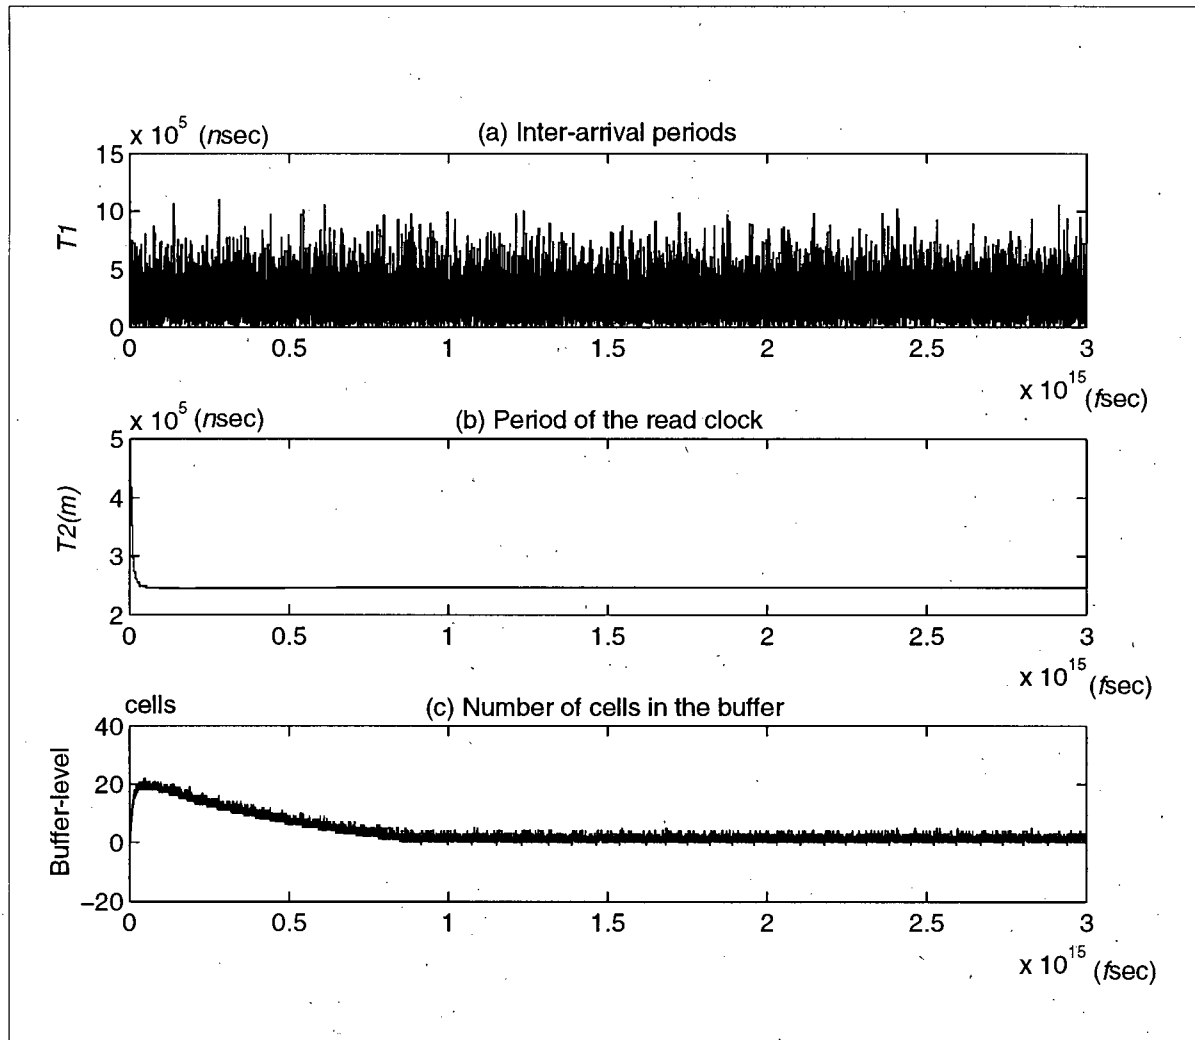 x 10^5 (nsec) (a) Inter-arrival periods
15
10
5
0
T1
0 0.5 1 1.5 2 2.5 3
x 10^15 (fsec)
x 10^5 (nsec) (b) Period of the read clock
5
4
3
2
T2(m)
0 0.5 1 1.5 2 2.5 3
x 10^15 (fsec)
cells (c) Number of cells in the buffer
40
20
0
−20
Buffer-level
0 0.5 1 1.5 2 2.5 3
x 10^15 (fsec)